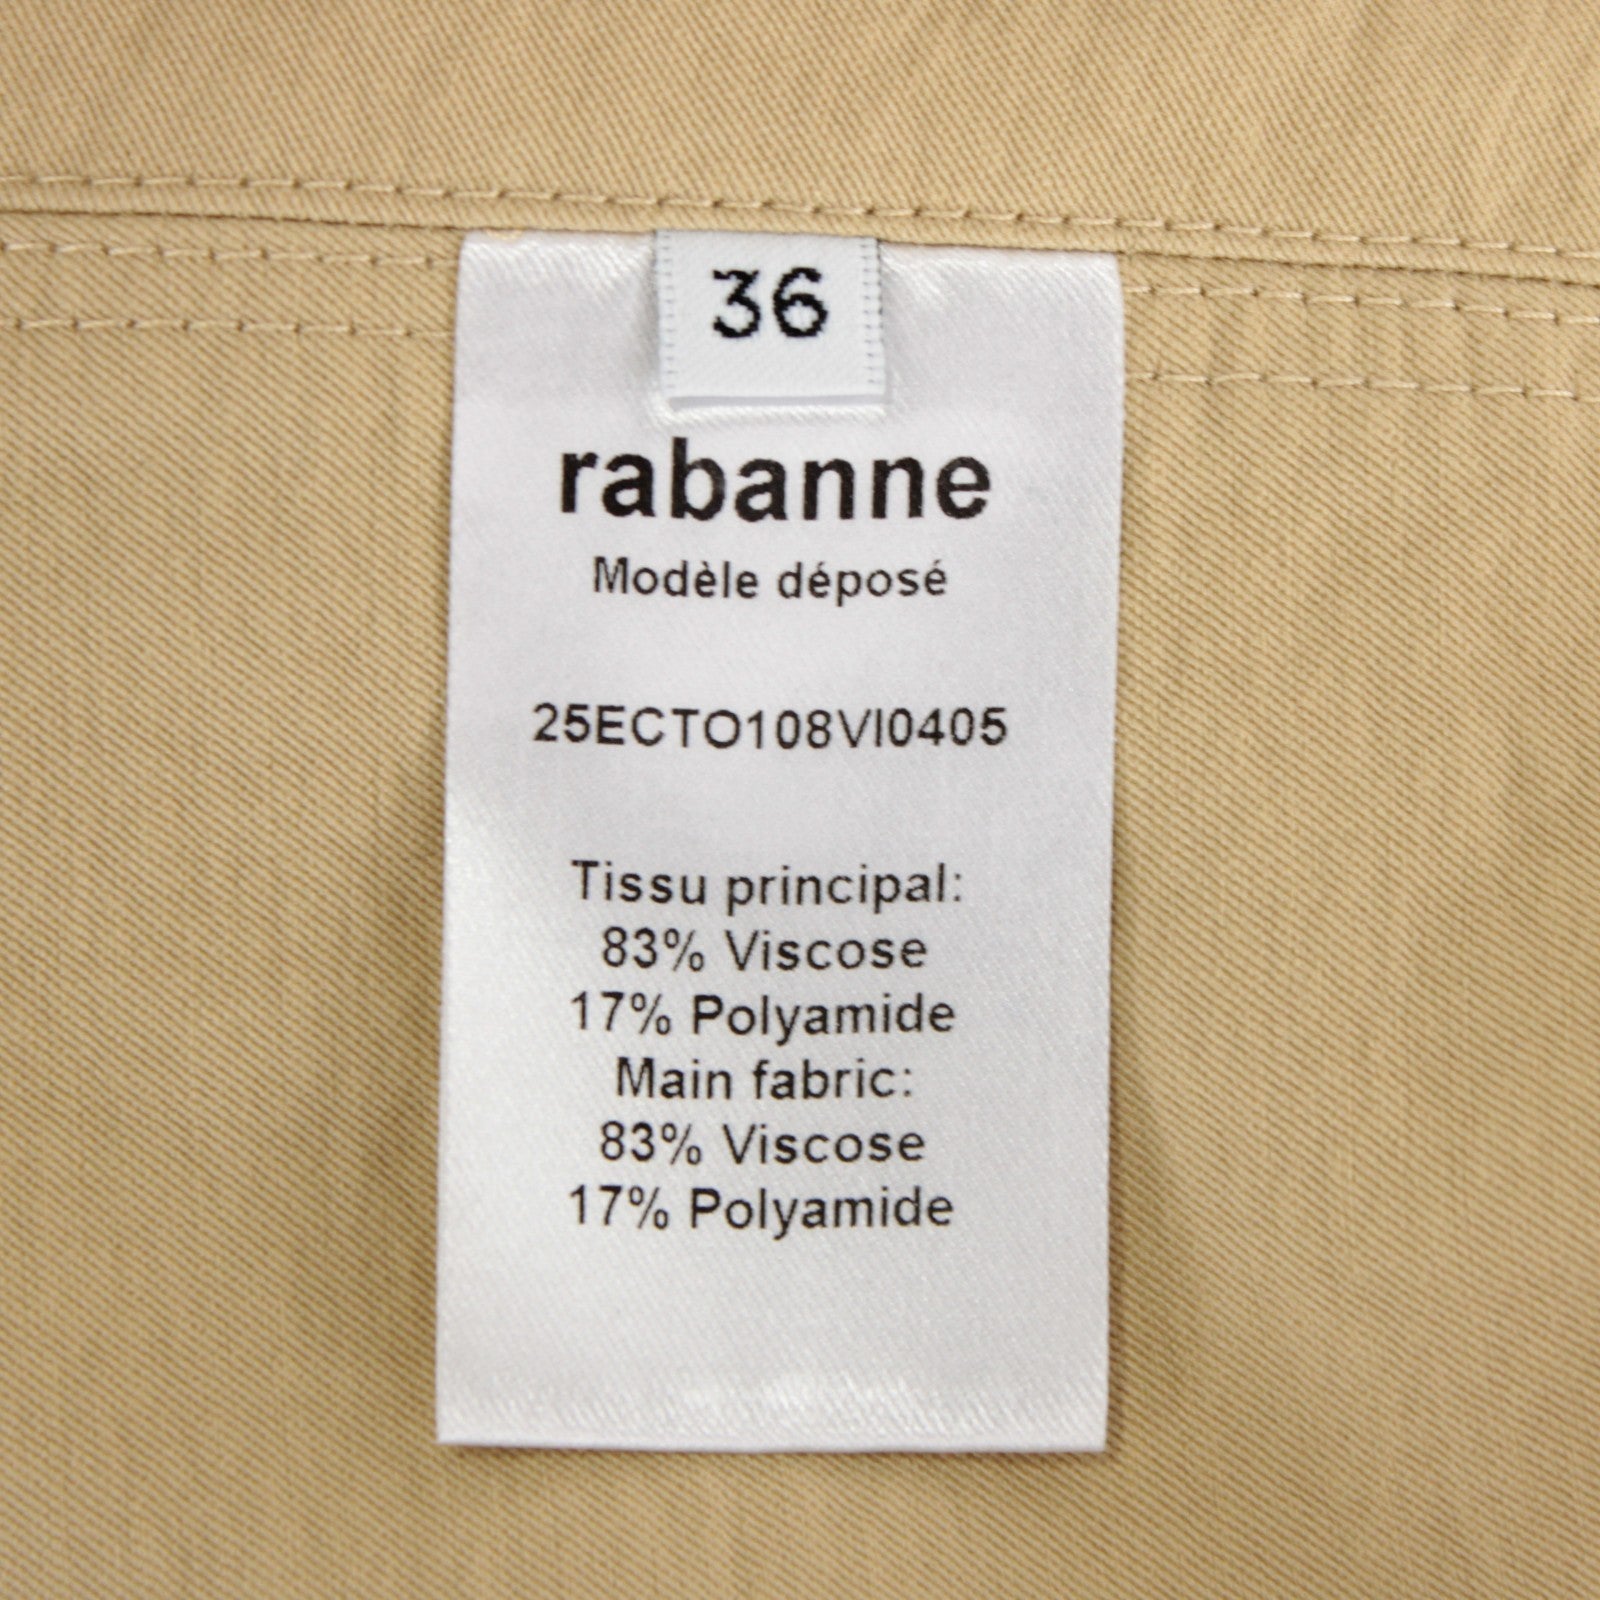 36
rabanne
Modèle déposé
25ECTO108VI0405
Tissu principal:
83% Viscose
17% Polyamide
Main fabric:
83% Viscose
17% Polyamide